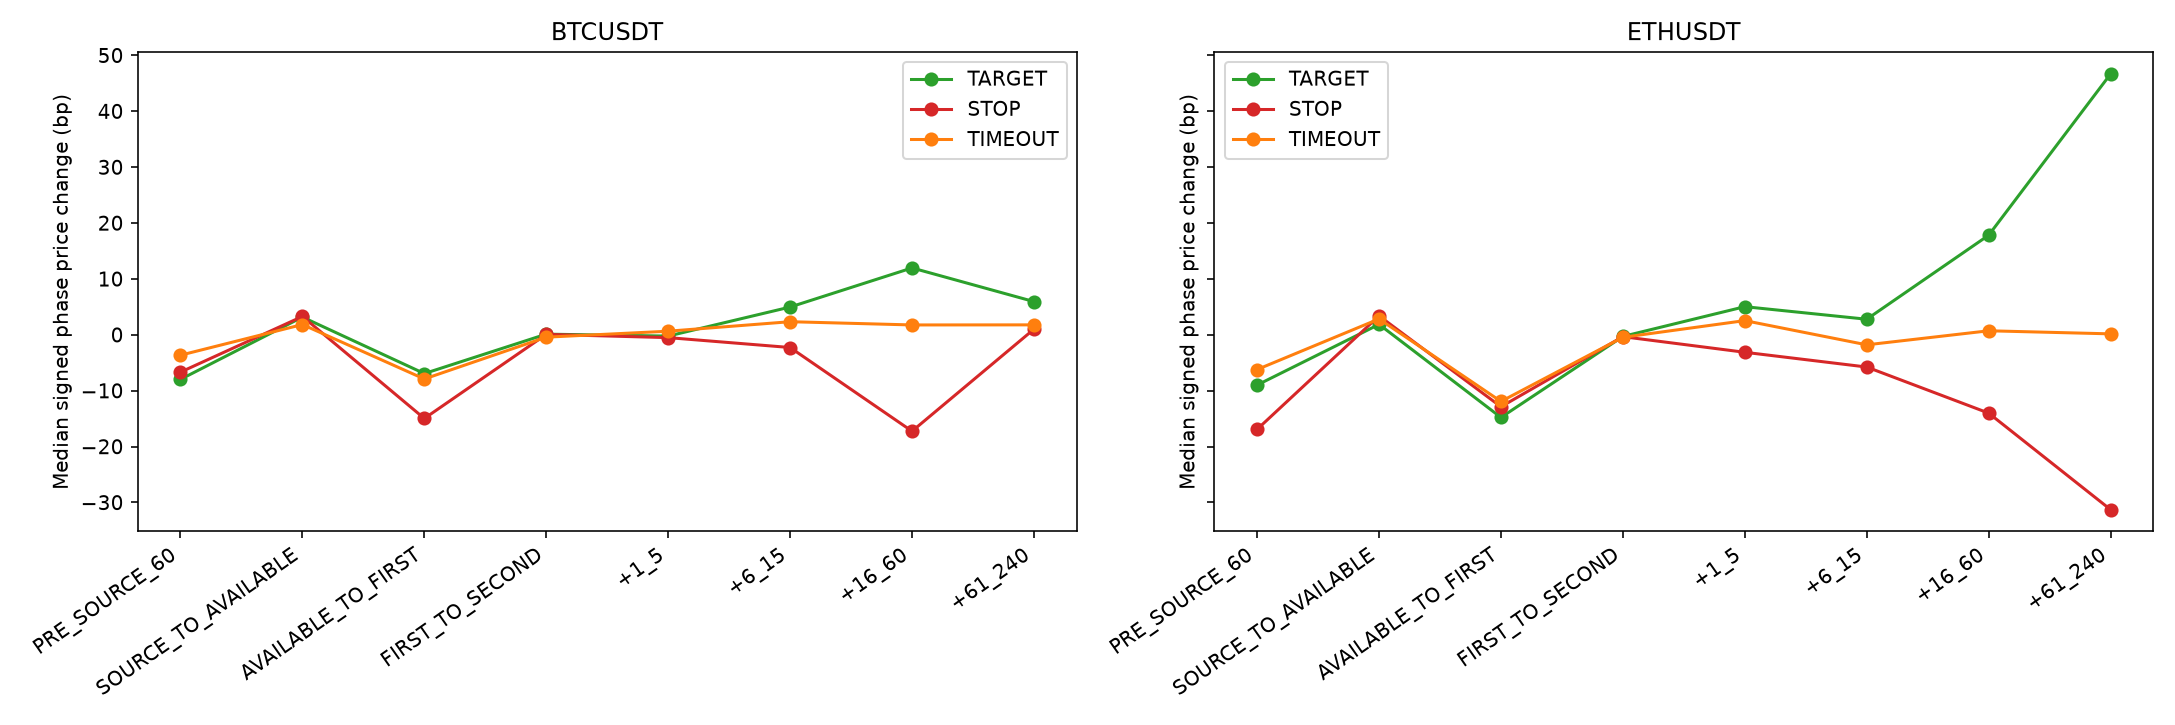 BTCUSDT
Median signed phase price change (bp)
50
40
30
20
10
0
−10
−20
−30
TARGET
STOP
TIMEOUT
PRE_SOURCE_60
SOURCE_TO_AVAILABLE
AVAILABLE_TO_FIRST
FIRST_TO_SECOND
+1_5
+6_15
+16_60
+61_240
ETHUSDT
Median signed phase price change (bp)
TARGET
STOP
TIMEOUT
PRE_SOURCE_60
SOURCE_TO_AVAILABLE
AVAILABLE_TO_FIRST
FIRST_TO_SECOND
+1_5
+6_15
+16_60
+61_240